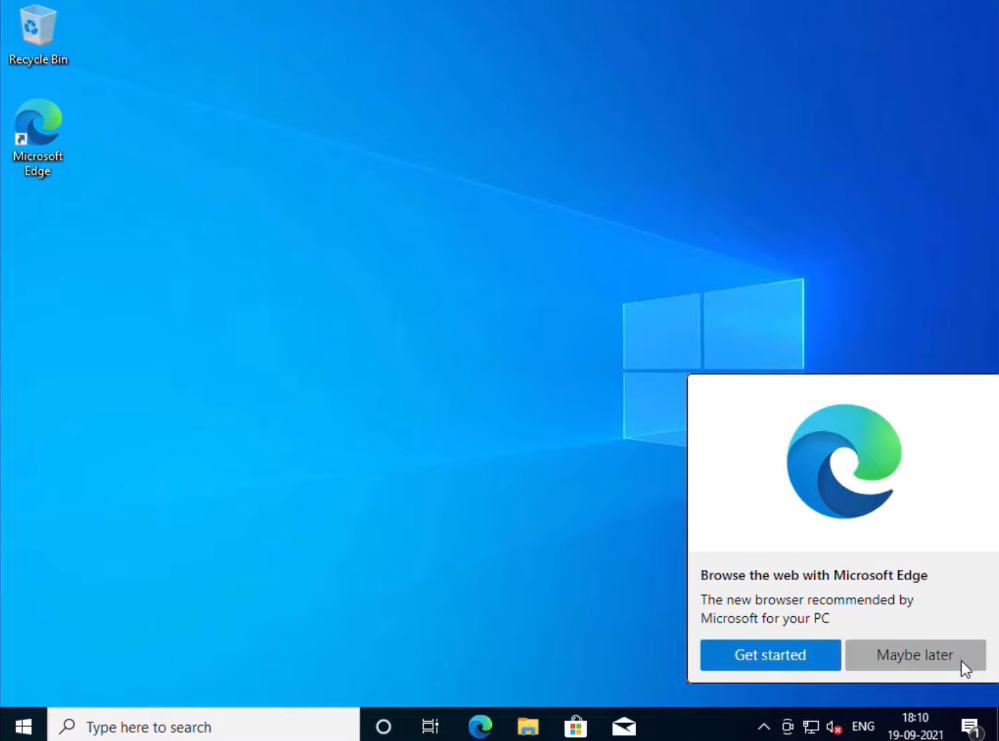 Recycle Bin
Microsoft
Edge
Browse the web with Microsoft Edge
The new browser recommended by
Microsoft for your PC
Get started
Maybe later
Type here to search
ENG
18:10
19-09-2021
1